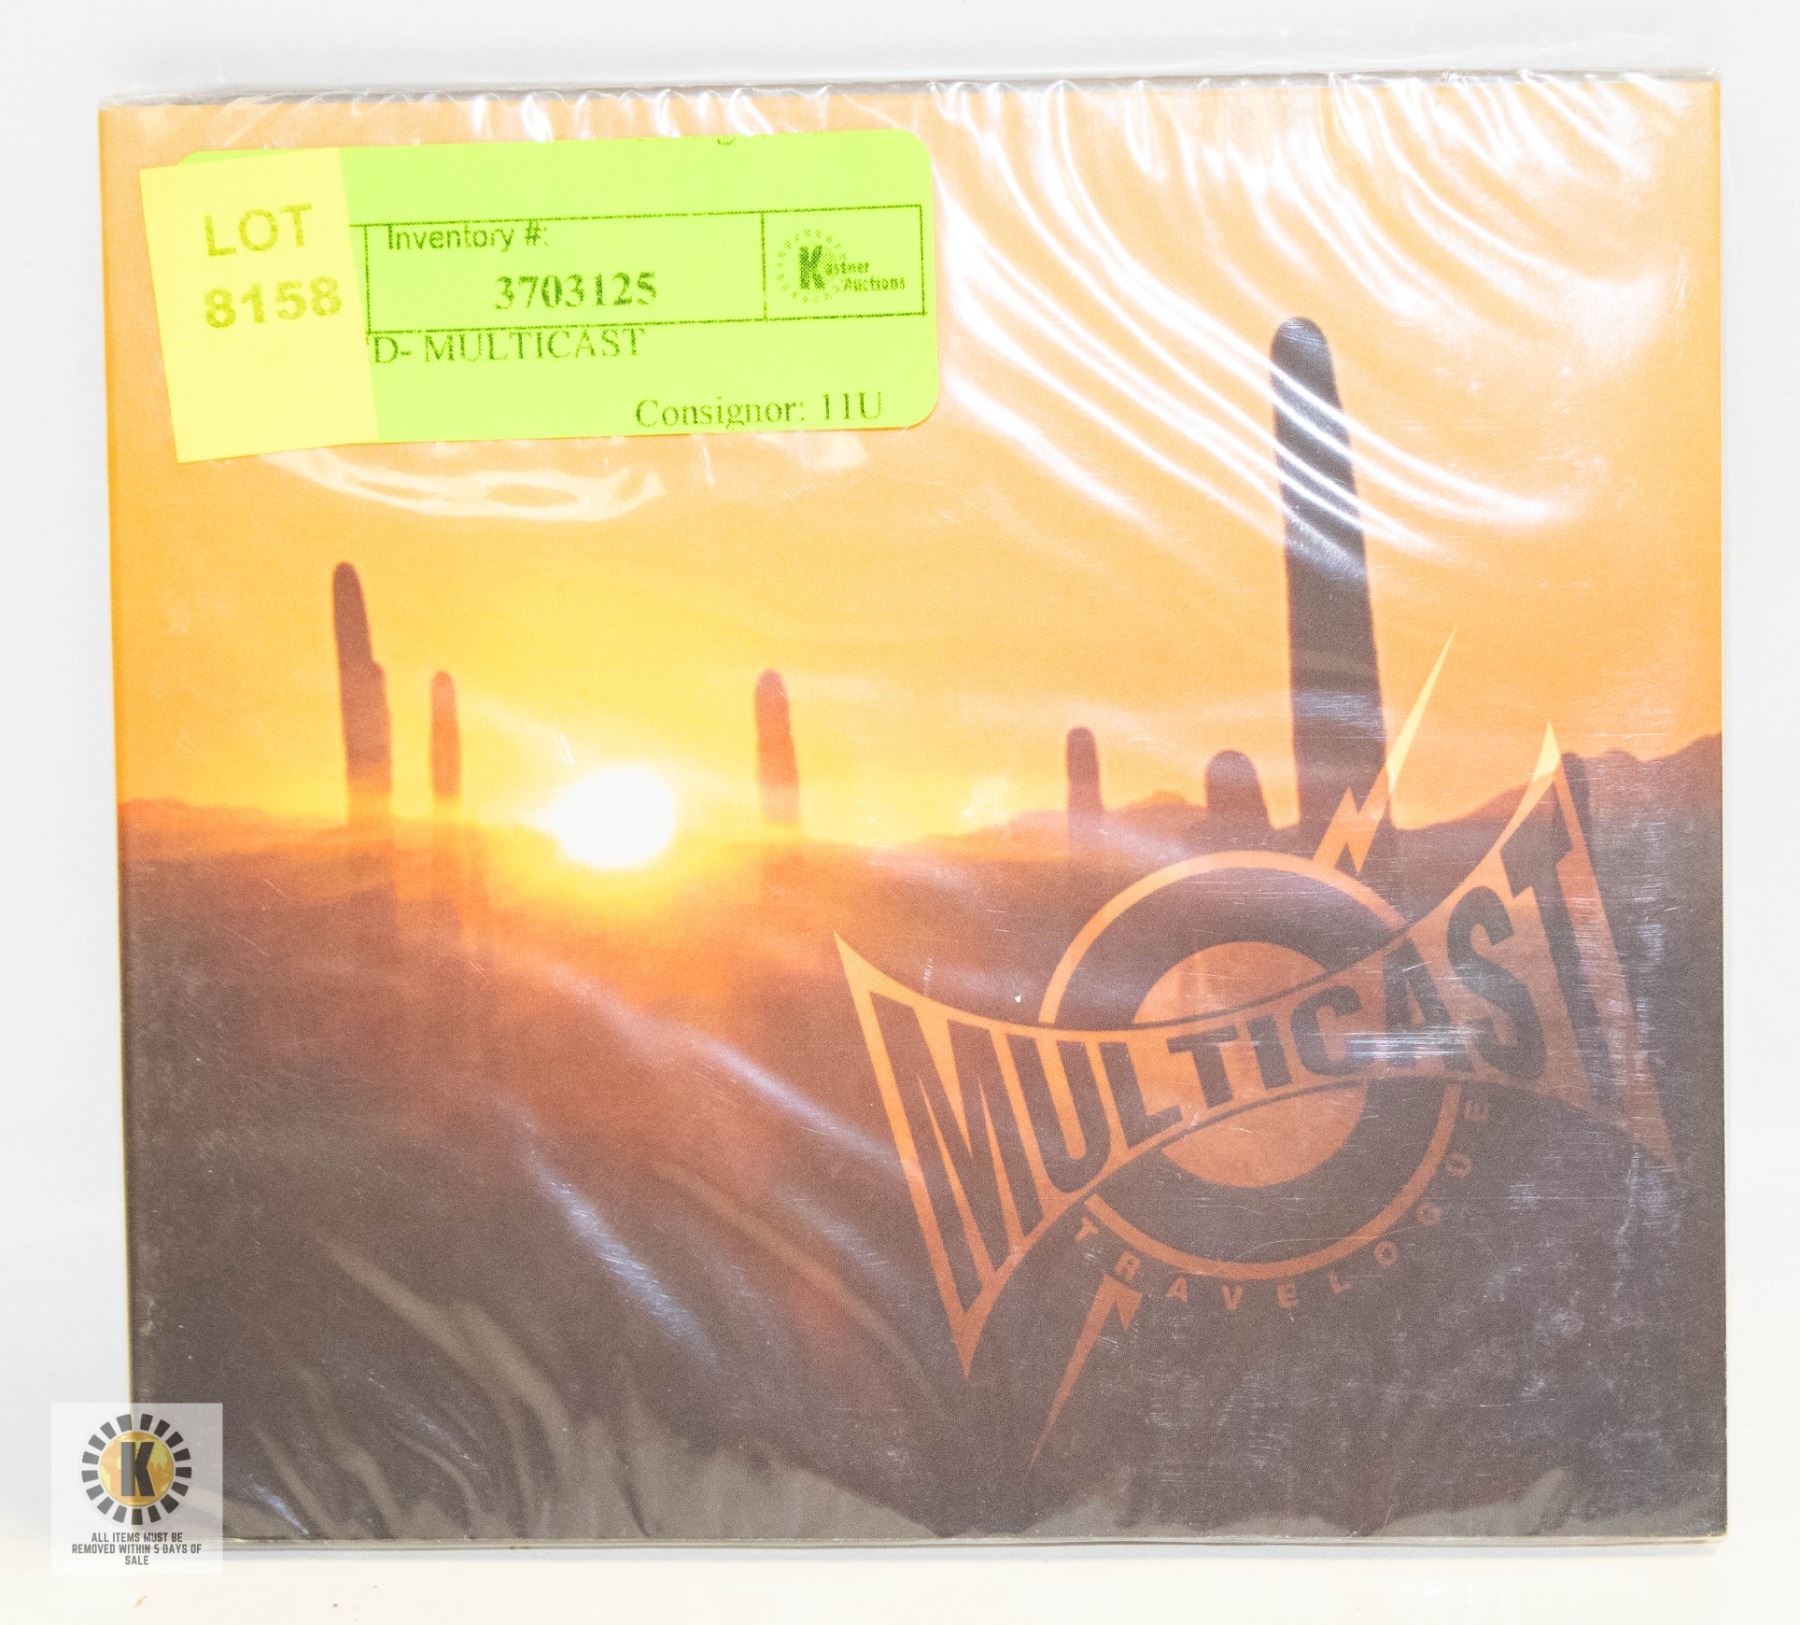 LOT
8158
Inventory #:
3703125
Kastner
Auctions
D- MULTICAST
Consignor: 11U
MULTICAST
TRAVELOGUE
K
ALL ITEMS MUST BE
REMOVED WITHIN 5 DAYS OF
SALE